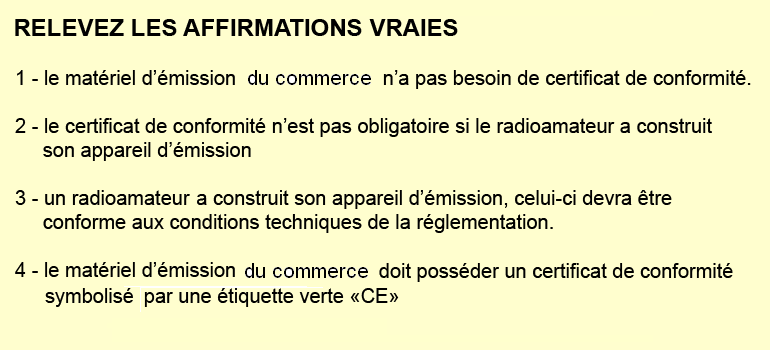 RELEVEZ LES AFFIRMATIONS VRAIES
1 - le matériel d’émission du commerce n’a pas besoin de certificat de conformité.
2 - le certificat de conformité n’est pas obligatoire si le radioamateur a construit
son appareil d’émission
3 - un radioamateur a construit son appareil d’émission, celui-ci devra être
conforme aux conditions techniques de la réglementation.
4 - le matériel d’émission du commerce doit posséder un certificat de conformité
symbolisé par une étiquette verte «CE»